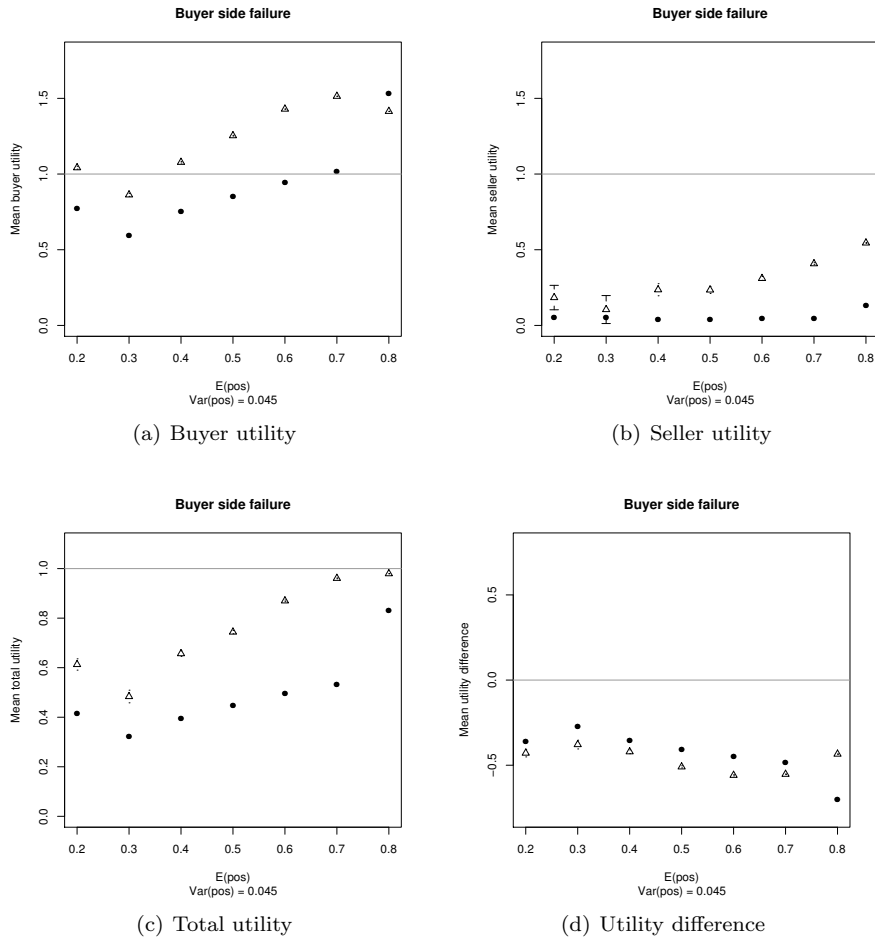 Buyer side failure
Mean buyer utility
0.0 0.5 1.0 1.5
0.2 0.3 0.4 0.5 0.6 0.7 0.8
E(pos)
Var(pos) = 0.045
(a) Buyer utility
Buyer side failure
Mean seller utility
0.0 0.5 1.0 1.5
0.2 0.3 0.4 0.5 0.6 0.7 0.8
E(pos)
Var(pos) = 0.045
(b) Seller utility
Buyer side failure
Mean total utility
0.0 0.2 0.4 0.6 0.8 1.0
0.2 0.3 0.4 0.5 0.6 0.7 0.8
E(pos)
Var(pos) = 0.045
(c) Total utility
Buyer side failure
Mean utility difference
−0.5 0.0 0.5
0.2 0.3 0.4 0.5 0.6 0.7 0.8
E(pos)
Var(pos) = 0.045
(d) Utility difference